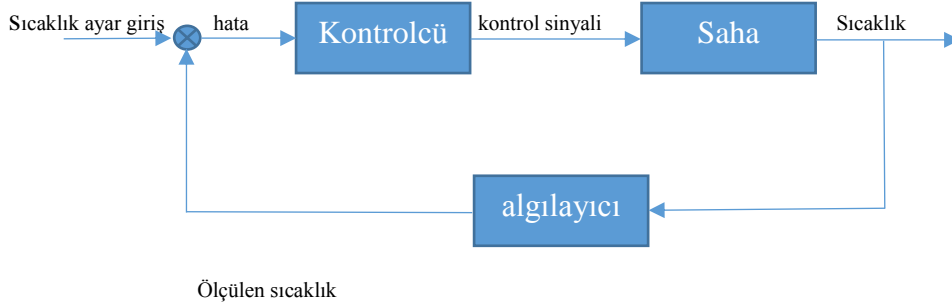 Sıcaklık ayar giriş
hata
Kontrolcü
kontrol sinyali
Saha
Sıcaklık
algılayıcı
Ölçülen sıcaklık